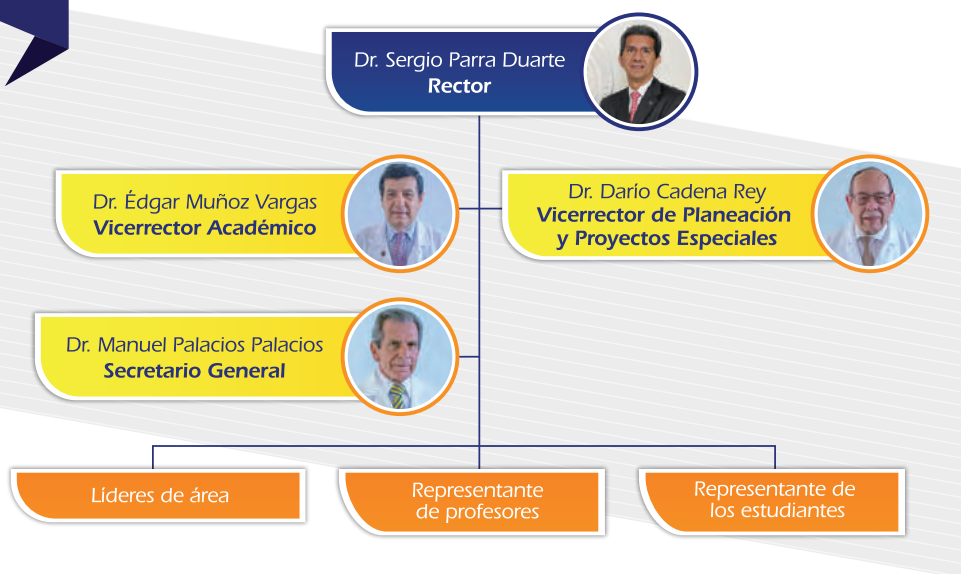 Dr. Sergio Parra Duarte
Rector
Dr. Édgar Muñoz Vargas
Vicerrector Académico
Dr. Darío Cadena Rey
Vicerrector de Planeación
y Proyectos Especiales
Dr. Manuel Palacios Palacios
Secretario General
Líderes de área
Representante
de profesores
Representante de
los estudiantes